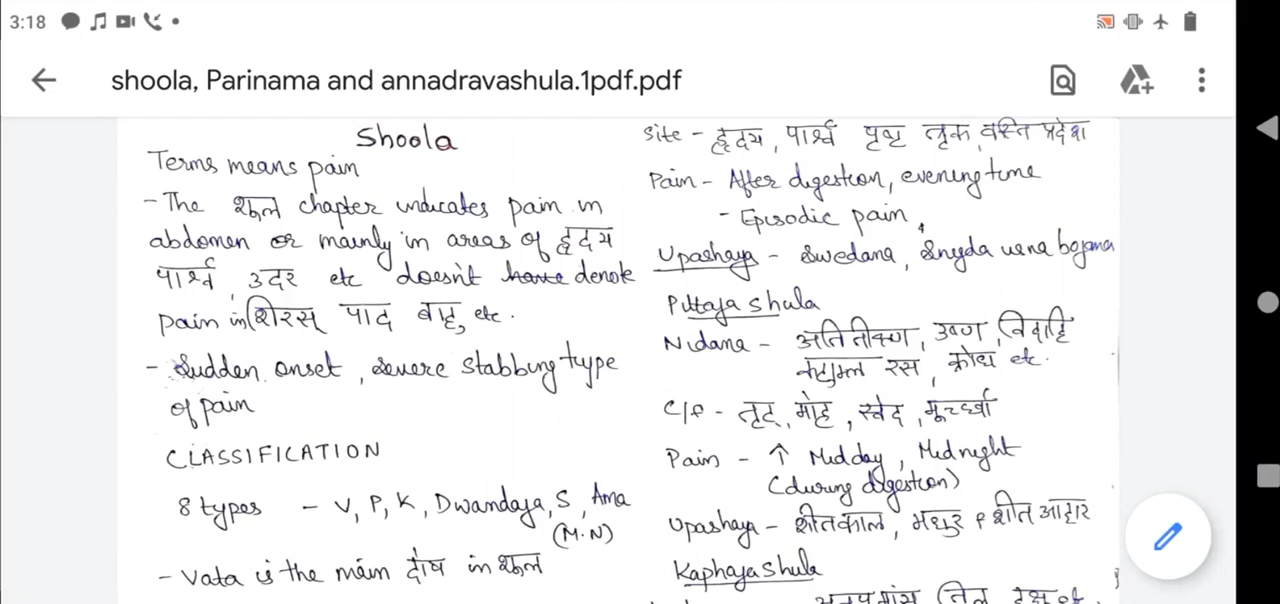 3:18
shoola, Parinama and annadravashula.1pdf.pdf
Shoola
Terms means pain
- The शूल chapter indicates pain in
abdomen or mainly in areas of हृदय
पार्श्व, उदर etc doesn't have denote
pain in शिरस् पाद बाहू, etc.
- Sudden onset, severe stabbing type
of pain
CLASSIFICATION
8 types - V, P, K, Dwandaja, S, Ama
(M.N)
- Vata is the main दोष in शूल
Site - हृदय, पार्श्व पृष्ट त्रिक, वस्ति प्रदेश
Pain - After digestion, evening time
- Episodic pain,
Upashaya - Swedana, Snigda usna bojana
Pittaja shula
Nidana - अतितीक्ष्ण, उष्ण, विदाहि
कटुम्ल रस, क्रोध etc.
C/f - तृट्, मोह, स्वेद, मूर्च्छा
Pain - ↑ Midday, Midnight
(during digestion)
Upashaya - शीतकाल, मधुर शीत आहार
Kaphaja shula